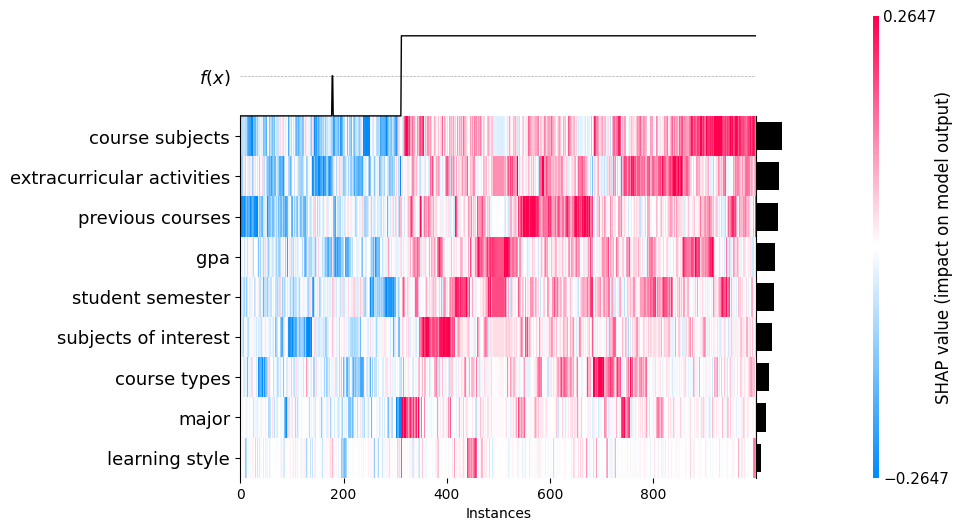 0.2647
f(x)
course subjects
extracurricular activities
previous courses
gpa
student semester
subjects of interest
course types
major
learning style
SHAP value (impact on model output)
−0.2647
0 200 400 600 800
Instances